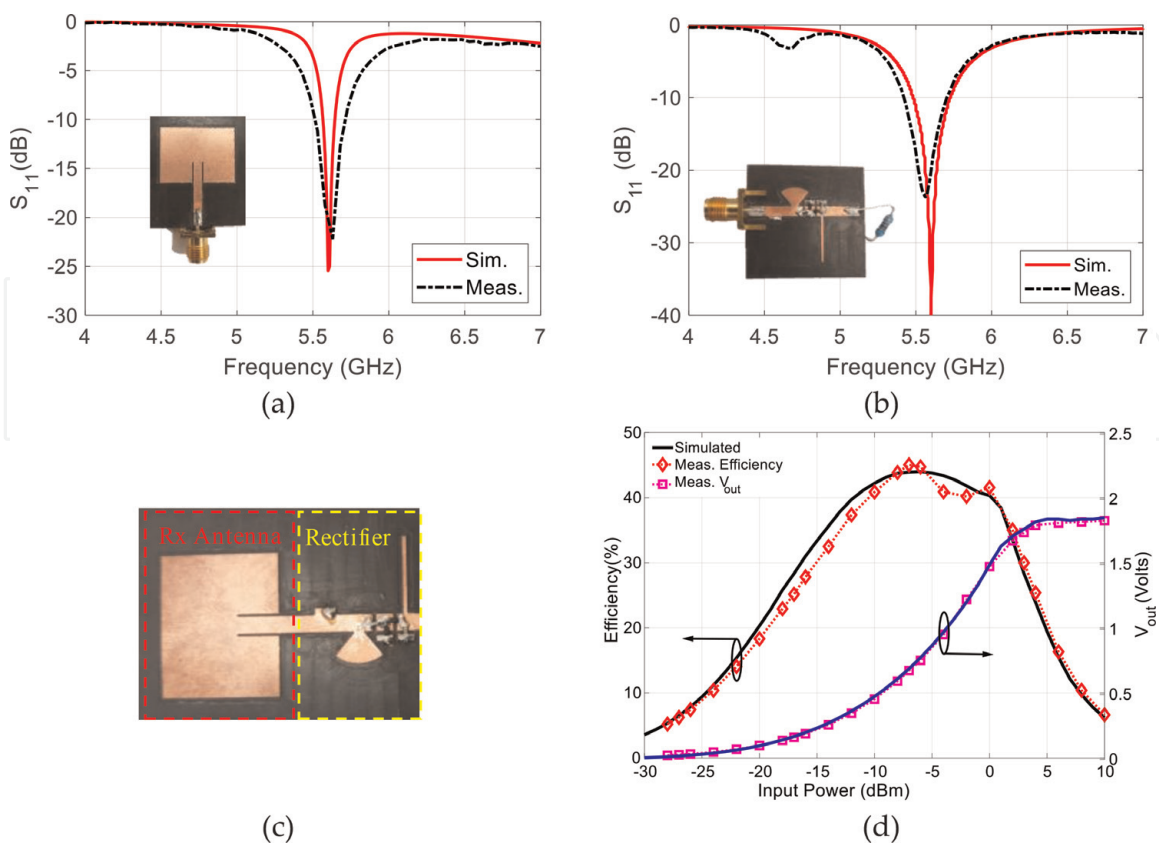 0
-5
-10
-15
-20
-25
-30
S11(dB)
Sim.
Meas.
4 5 5.5 6 6.5 7
Frequency (GHz)
(a)
0
-10
-20
-30
-40
S11 (dB)
Sim.
Meas.
4 5 5.5 6 6.5 7
Frequency (GHz)
(b)
Rx Antenna
Rectifier
(c)
50
40
30
20
10
0
Efficiency(%)
Simulated
Meas. Efficiency
Meas. Vout
2.5
2
1.5
1
0.5
0
Vout (Volts)
-30 -25 -20 -15 -10 -5 0 5 10
Input Power (dBm)
(d)